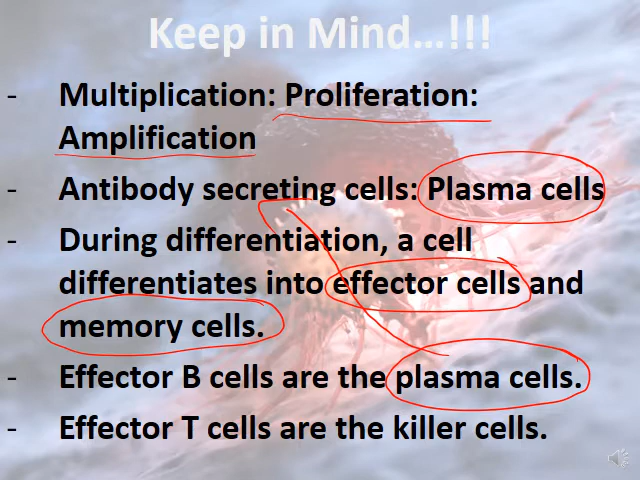 Keep in Mind…!!!
- Multiplication: Proliferation:
Amplification
- Antibody secreting cells: Plasma cells
- During differentiation, a cell
differentiates into effector cells and
memory cells.
- Effector B cells are the plasma cells.
- Effector T cells are the killer cells.